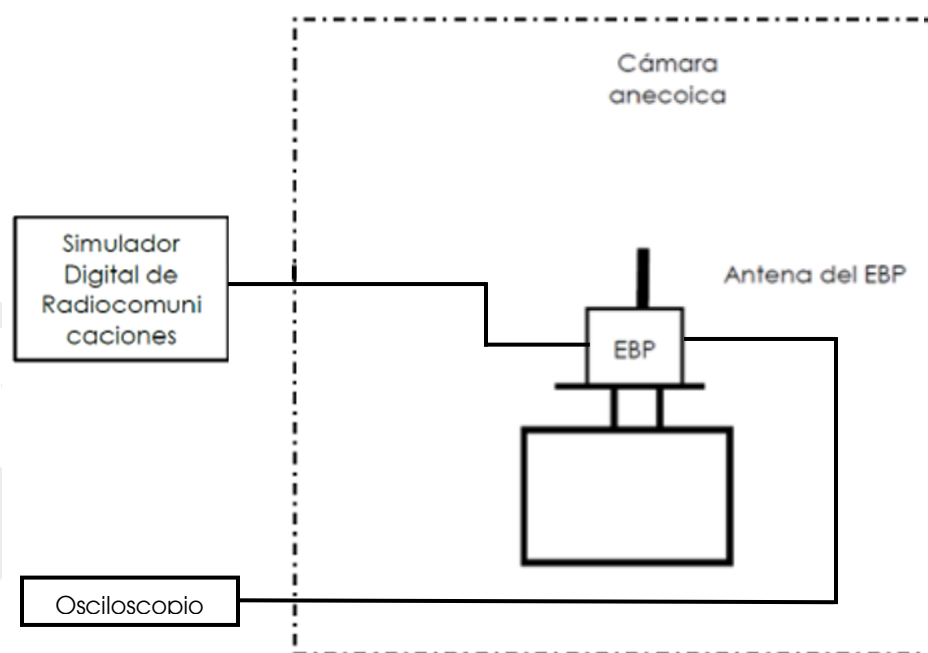 Cámara
anecoica
Simulador
Digital de
Radiocomuni
caciones
Antena del EBP
EBP
Osciloscopio